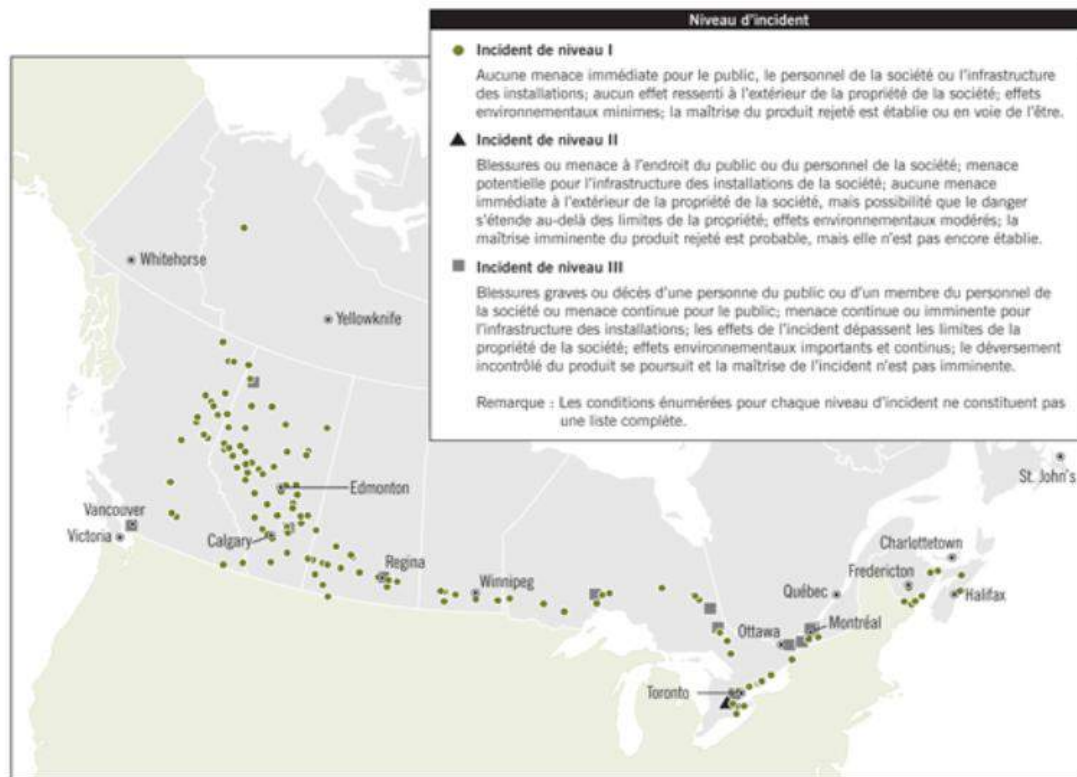 Niveau d'incident
Incident de niveau I
Aucune menace immédiate pour le public, le personnel de la société ou l'infrastructure
des installations; aucun effet ressenti à l'extérieur de la propriété de la société; effets
environnementaux minimes; la maîtrise du produit rejeté est établie ou en voie de l'être.
Incident de niveau II
Blessures ou menace à l'endroit du public ou du personnel de la société; menace
potentielle pour l'infrastructure des installations de la société; aucune menace
immédiate à l'extérieur de la propriété de la société, mais possibilité que le danger
s'étende au-delà des limites de la propriété; effets environnementaux modérés; la
maîtrise imminente du produit rejeté est probable, mais elle n'est pas encore établie.
Incident de niveau III
Blessures graves ou décès d'une personne du public ou d'un membre du personnel de
la société ou menace continue pour le public; menace continue ou imminente pour
l'infrastructure des installations; les effets de l'incident dépassent les limites de la
propriété de la société; effets environnementaux importants et continus; le déversement
incontrôlé du produit se poursuit et la maîtrise de l'incident n'est pas imminente.
Remarque : Les conditions énumérées pour chaque niveau d'incident ne constituent pas
une liste complète.
Whitehorse
Yellowknife
St. John's
Edmonton
Vancouver
Victoria
Calgary
Regina
Winnipeg
Charlottetown
Fredericton
Québec
Halifax
Ottawa
Montréal
Toronto